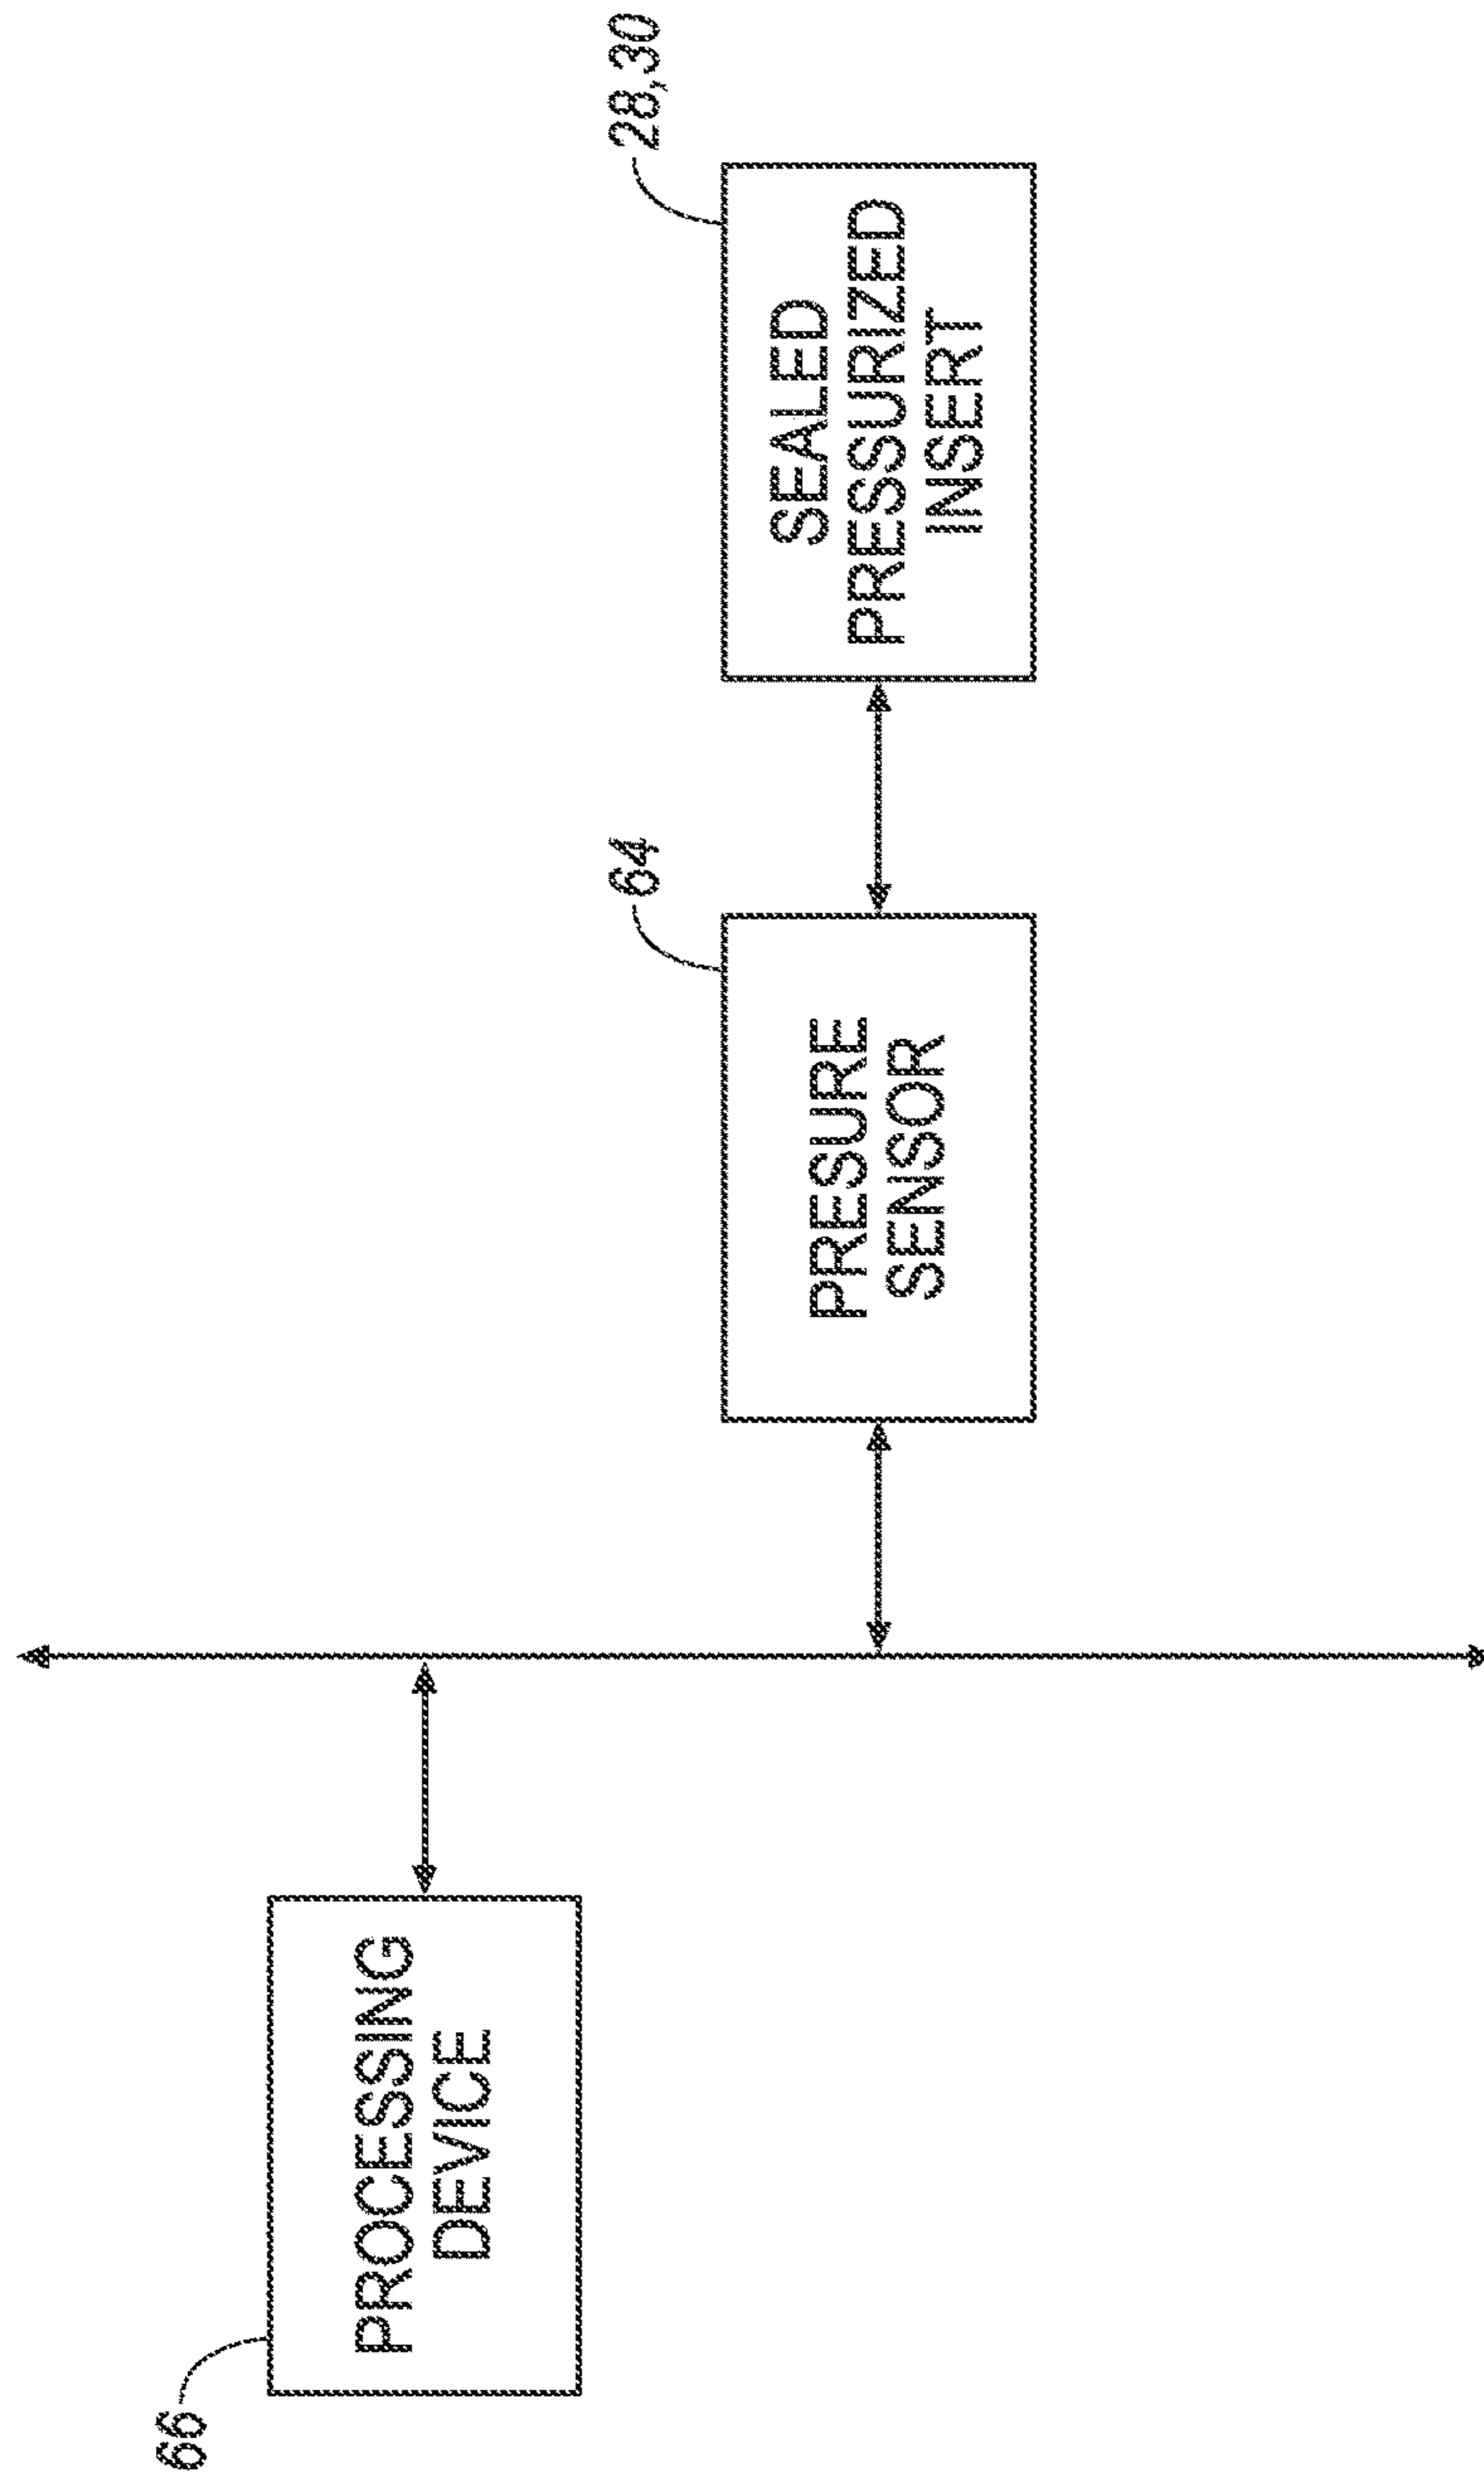 66
PROCESSING
DEVICE
64
PRESURE
SENSOR
28,30
SEALED
PRESSURIZED
INSERT